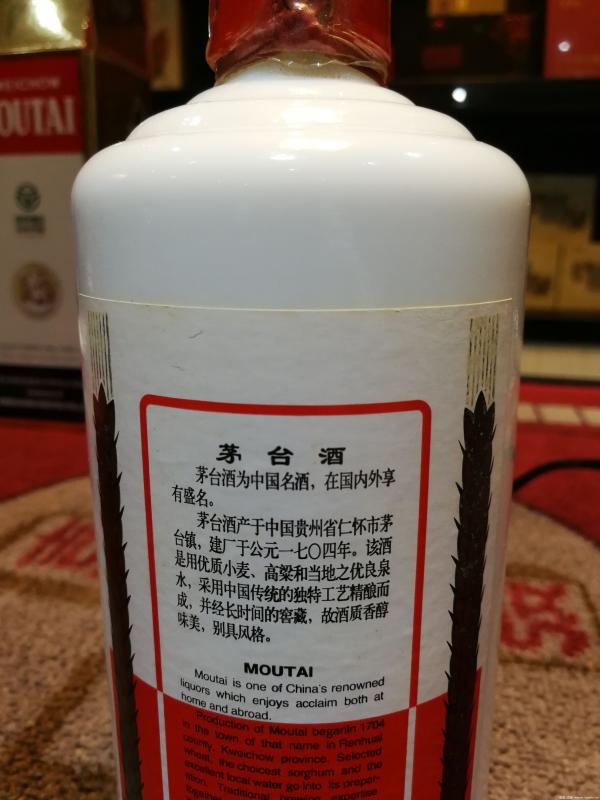 WEICHOW
OUTAI
茅台酒
茅台酒为中国名酒，在国内外享
有盛名。
茅台酒产于中国贵州省仁怀市茅
台镇，建厂于公元一七〇四年。该酒
是用优质小麦、高粱和当地之优良泉
水，采用中国传统的独特工艺精酿而
成，并经长时间的窖藏，故酒质香醇
味美，别具风格。
MOUTAI
Moutai is one of China's renowned
liquors which enjoys acclaim both at
home and abroad.
Production of Moutai beganin 1704
in the town of that name in Renhuai
county, Kweichow province. Selected
wheat, the choicest sorghum and the
excellent local water go into its prepar-
ation. Traditional brewing expertise
together